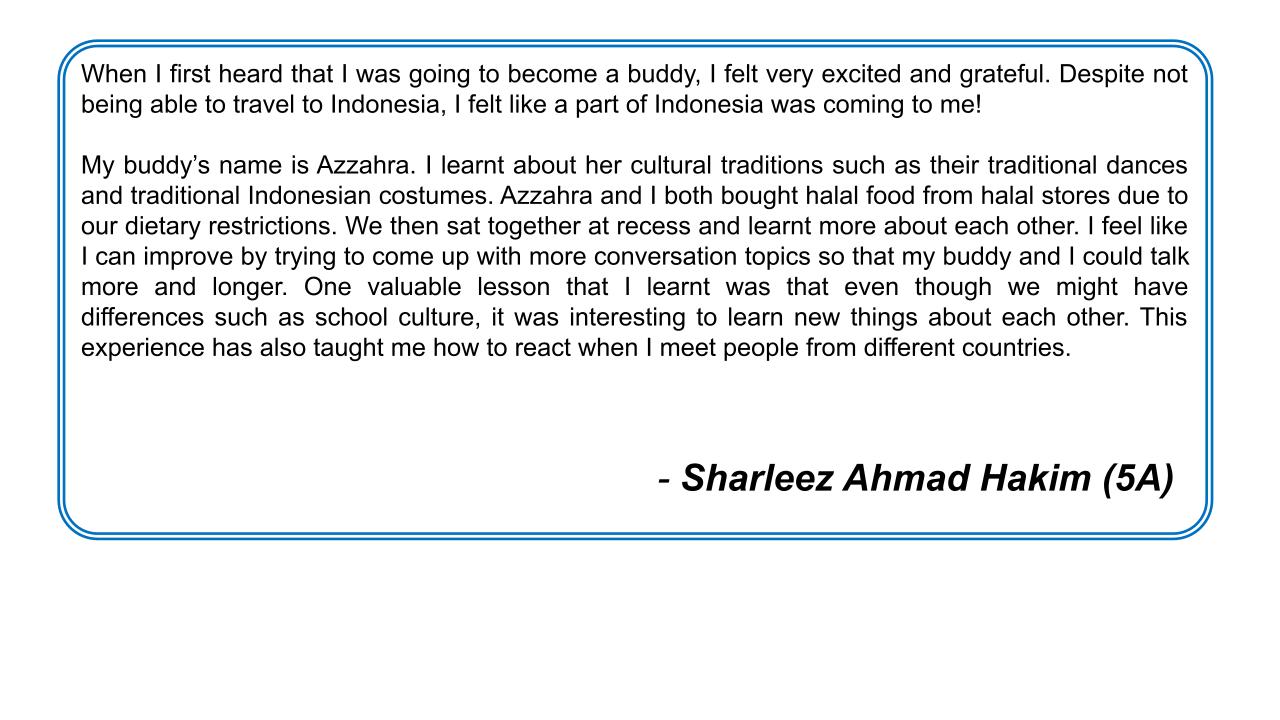 When I first heard that I was going to become a buddy, I felt very excited and grateful. Despite not
being able to travel to Indonesia, I felt like a part of Indonesia was coming to me!
My buddy’s name is Azzahra. I learnt about her cultural traditions such as their traditional dances
and traditional Indonesian costumes. Azzahra and I both bought halal food from halal stores due to
our dietary restrictions. We then sat together at recess and learnt more about each other. I feel like
I can improve by trying to come up with more conversation topics so that my buddy and I could talk
more and longer. One valuable lesson that I learnt was that even though we might have
differences such as school culture, it was interesting to learn new things about each other. This
experience has also taught me how to react when I meet people from different countries.
- Sharleez Ahmad Hakim (5A)